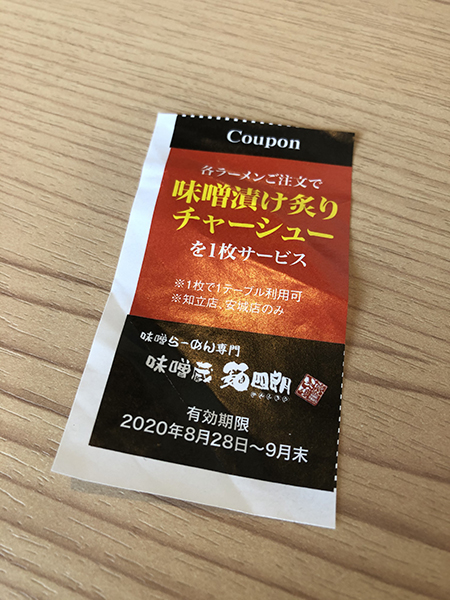 Coupon
各ラーメンご注文で
味噌漬け炙り
チャーシュー
を1枚サービス
※1枚で1テーブル利用可
※知立店、安城店のみ
味噌らーめん専門
味噌蔵 麺四朗
有効期限
2020年8月28日～9月末